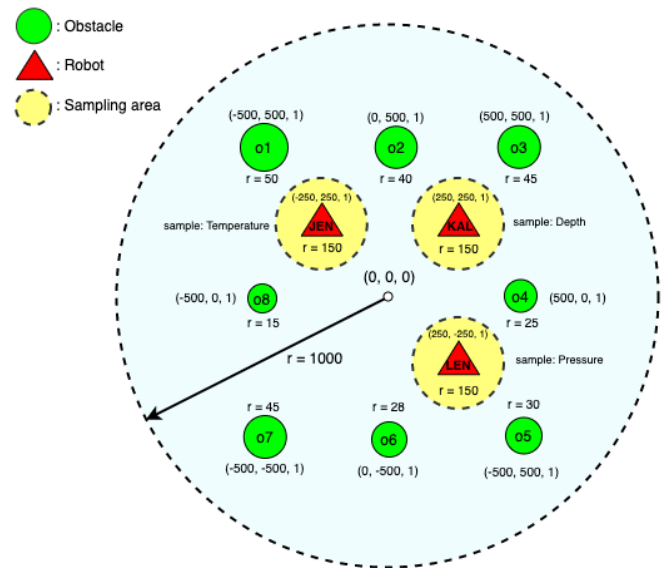 : Obstacle
: Robot
: Sampling area
(-500, 500, 1)
(0, 500, 1)
(500, 500, 1)
o1
o2
o3
r = 50
r = 40
r = 45
(-250, 250, 1)
(250, 250, 1)
sample: Temperature
JEN
KAL
sample: Depth
r = 150
r = 150
(0, 0, 0)
(-500, 0, 1)
o8
o4
(500, 0, 1)
r = 15
r = 25
(250, -250, 1)
r = 1000
LEN
sample: Pressure
r = 150
r = 45
r = 28
r = 30
o7
o6
o5
(-500, -500, 1)
(0, -500, 1)
(-500, 500, 1)